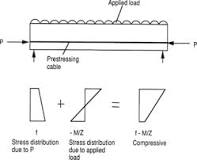 Applied load
P
P
Prestressing
cable
+
=
f
Stress distribution
due to P
- M/Z
Stress distribution
due to applied
load
f - M/Z
Compressive